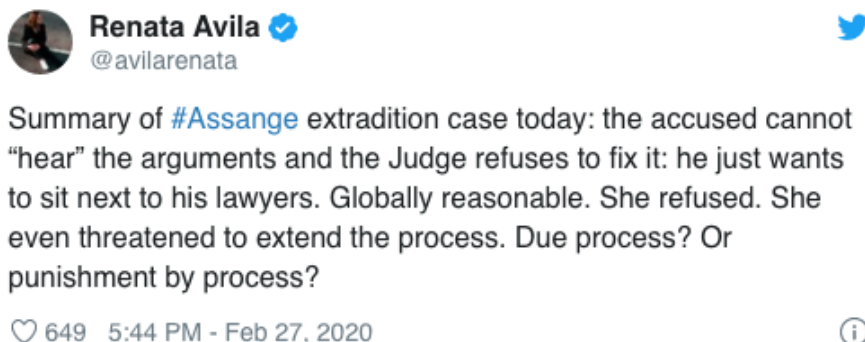 Renata Avila
@avilarenata
Summary of #Assange extradition case today: the accused cannot
“hear” the arguments and the Judge refuses to fix it: he just wants
to sit next to his lawyers. Globally reasonable. She refused. She
even threatened to extend the process. Due process? Or
punishment by process?
649 5:44 PM - Feb 27, 2020